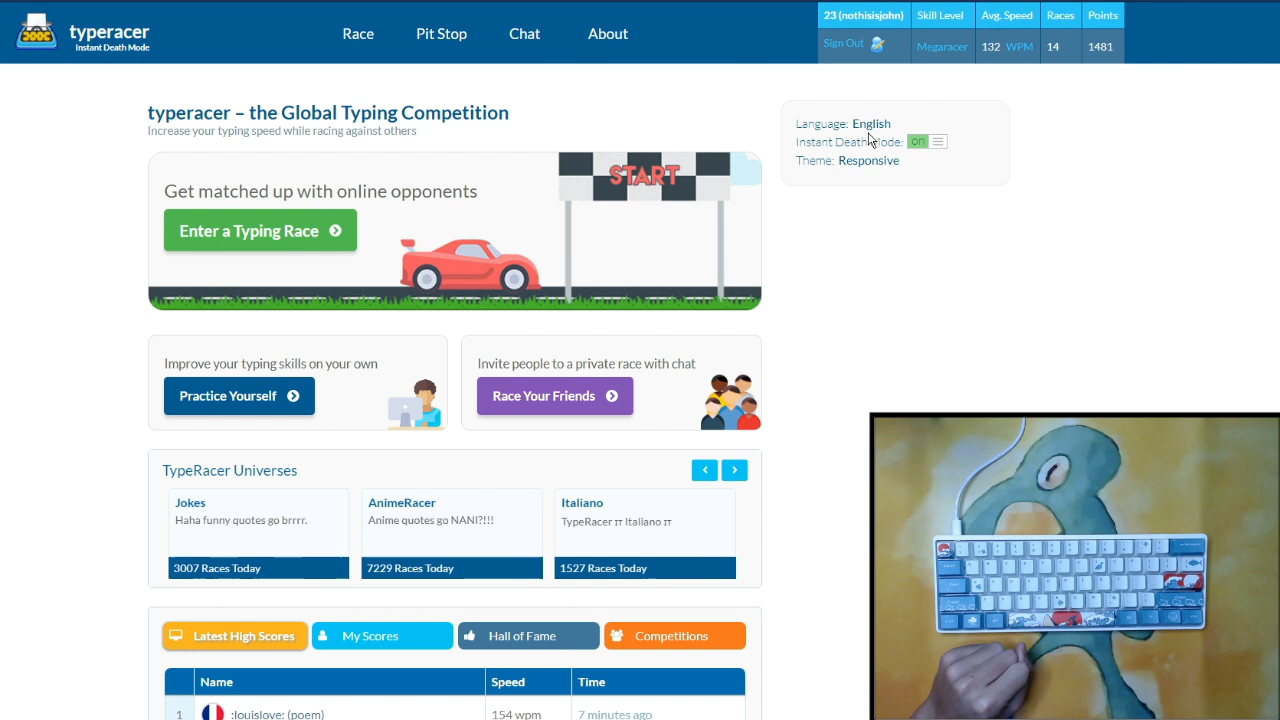 typeracer
Instant Death Mode
Race
Pit Stop
Chat
About
23 (nothisisjohn)
Skill Level
Avg. Speed
Races
Points
Sign Out
Megaracer
132 WPM
14
1481
typeracer – the Global Typing Competition
Increase your typing speed while racing against others
Get matched up with online opponents
Enter a Typing Race
START
Language: English
Instant Death Mode: on
Theme: Responsive
Improve your typing skills on your own
Practice Yourself
Invite people to a private race with chat
Race Your Friends
TypeRacer Universes
Jokes
Haha funny quotes go brrrr.
3007 Races Today
AnimeRacer
Anime quotes go NANI?!!!
7229 Races Today
Italiano
TypeRacer IT Italiano IT
1527 Races Today
Latest High Scores
My Scores
Hall of Fame
Competitions
Name
Speed
Time
1
:louislove: (poem)
154 wpm
7 minutes ago